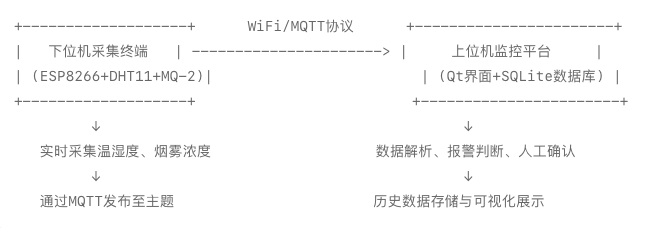 +-------------------+      WiFi/MQTT协议      +-----------------------+
|   下位机采集终端   | ----------------------> |     上位机监控平台     |
| (ESP8266+DHT11+MQ-2)|                        | (Qt界面+SQLite数据库) |
+-------------------+                         +-----------------------+
↓ ↓
实时采集温湿度、烟雾浓度 数据解析、报警判断、人工确认
↓ ↓
通过MQTT发布至主题 历史数据存储与可视化展示